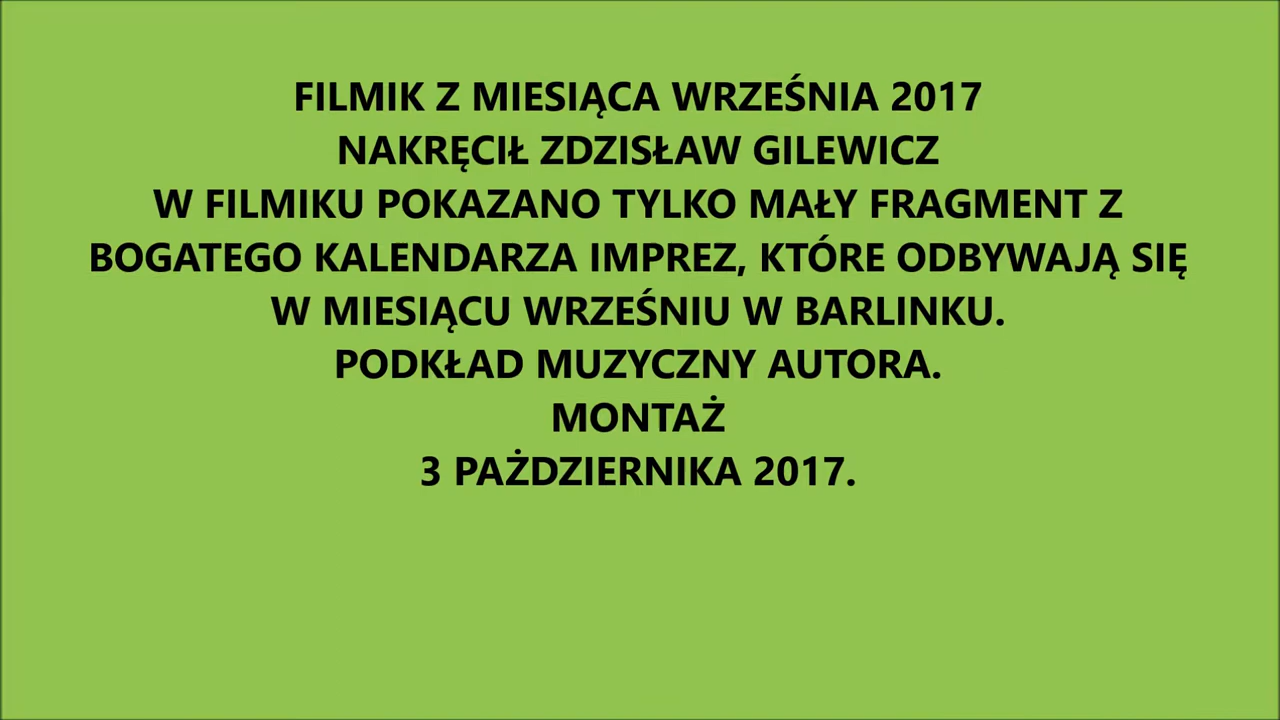 FILMIK Z MIESIĄCA WRZEŚNIA 2017
NAKRĘCIŁ ZDZISŁAW GILEWICZ
W FILMIKU POKAZANO TYLKO MAŁY FRAGMENT Z
BOGATEGO KALENDARZA IMPREZ, KTÓRE ODBYWAJĄ SIĘ
W MIESIĄCU WRZEŚNIU W BARLINKU.
PODKŁAD MUZYCZNY AUTORA.
MONTAŻ
3 PAŻDZIERNIKA 2017.